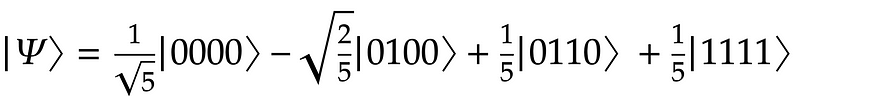 |Ψ⟩ = 1/√5|0000⟩ − √(2/5)|0100⟩ + 1/5|0110⟩ + 1/5|1111⟩